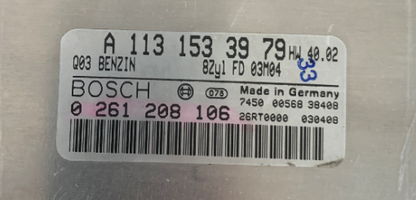 A 113 153 39 79 HW 40.02
Q03 BENZIN 8Zyl FD 03M04
33
BOSCH 078 Made in Germany
7450 00568 38408
0 261 208 106 26RT0000 030408